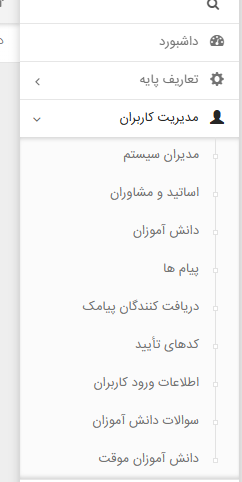 داشبورد
تعاریف پایه
مدیریت کاربران
مدیران سیستم
اساتید و مشاوران
دانش آموزان
پیام ها
دریافت کنندگان پیامک
کدهای تأیید
اطلاعات ورود کاربران
سوالات دانش آموزان
دانش آموزان موقت